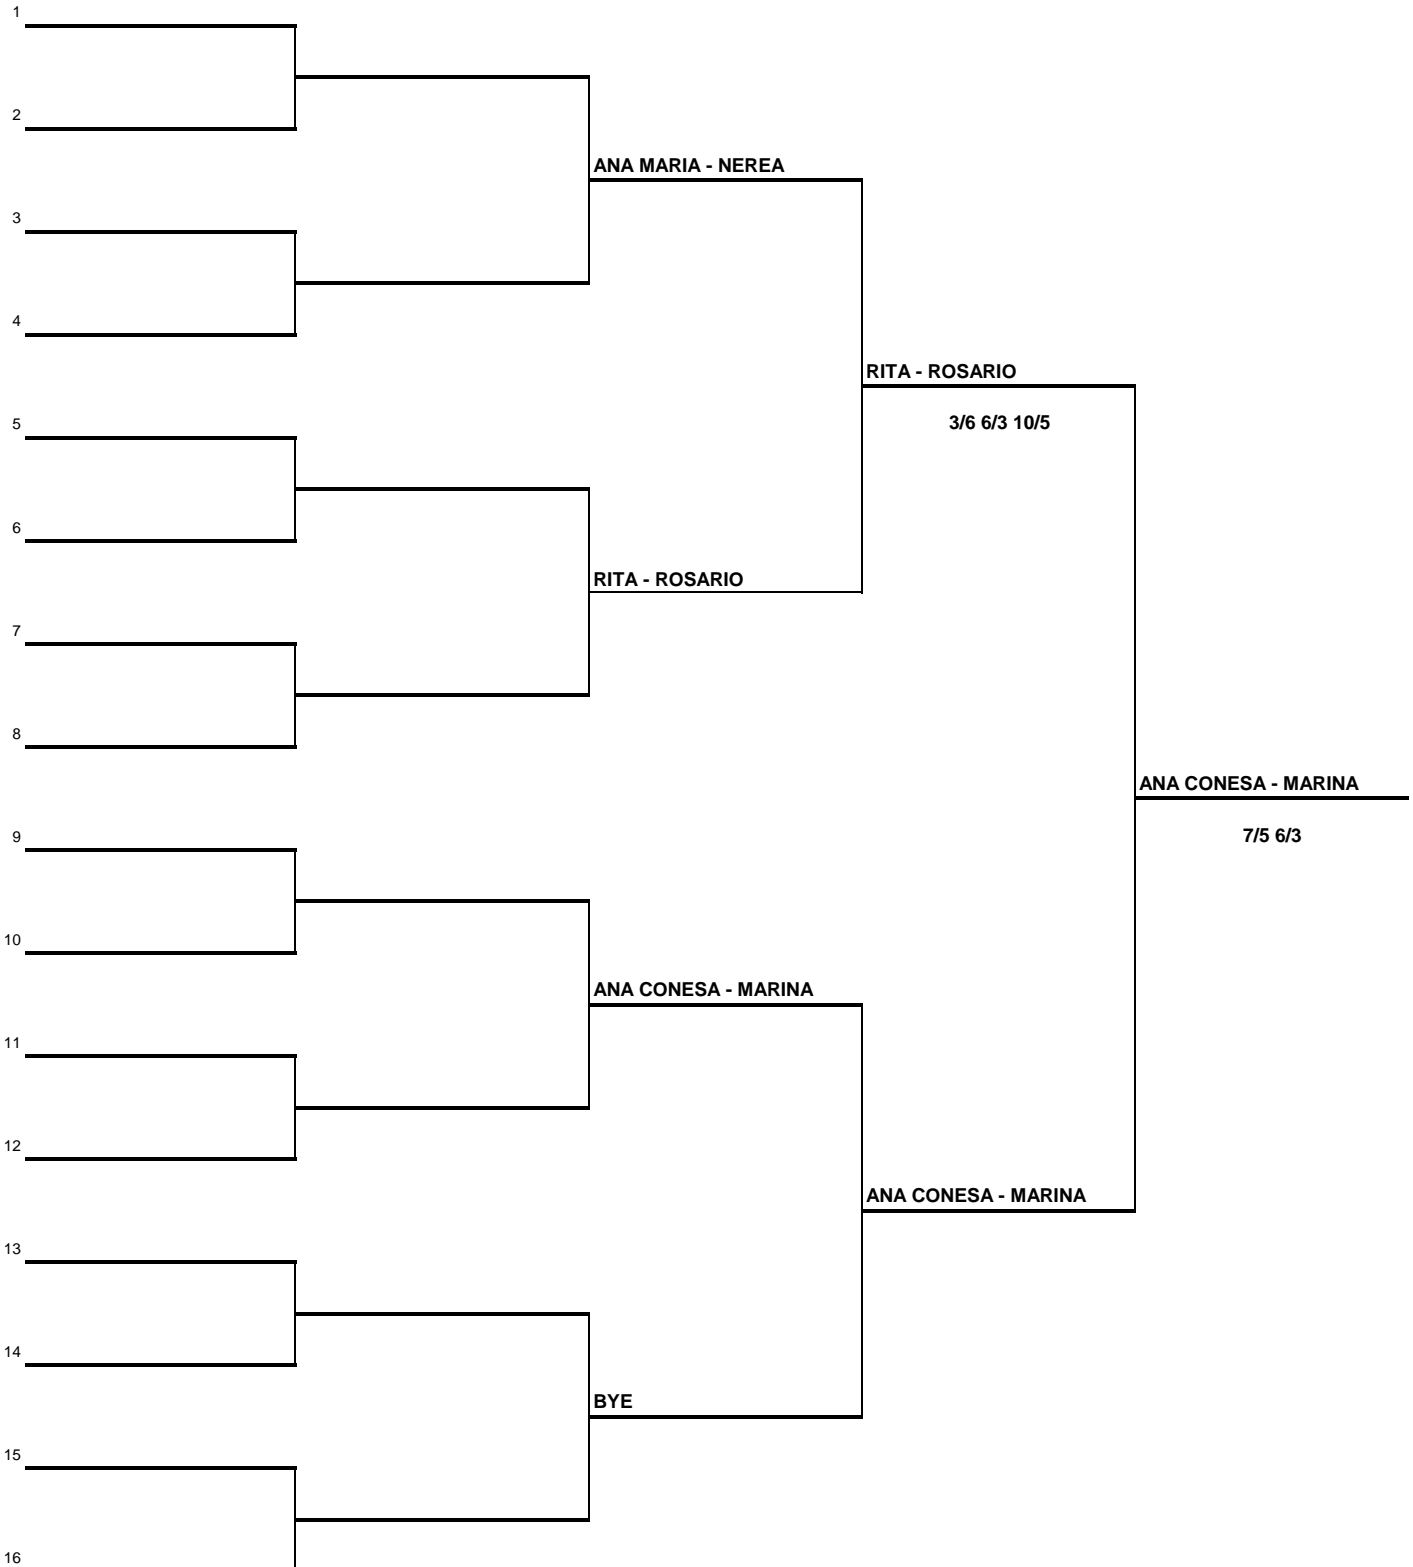 1
2
ANA MARIA - NEREA
3
4
RITA - ROSARIO
3/6 6/3 10/5
5
6
RITA - ROSARIO
7
8
ANA CONESA - MARINA
7/5 6/3
9
10
ANA CONESA - MARINA
11
12
ANA CONESA - MARINA
13
14
BYE
15
16